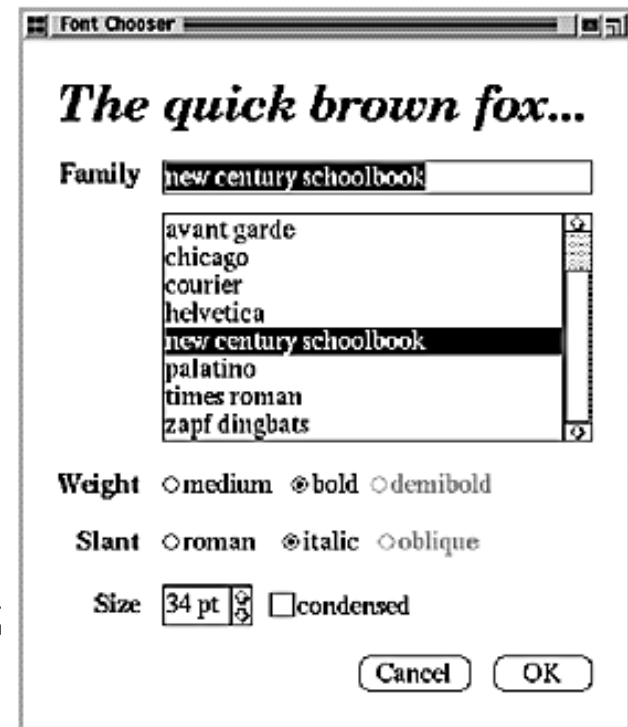 Font Chooser
The quick brown fox...
Family new century schoolbook
avant garde
chicago
courier
helvetica
new century schoolbook
palatino
times roman
zapf dingbats
Weight medium bold demibold
Slant roman italic oblique
Size 34 pt condensed
Cancel OK